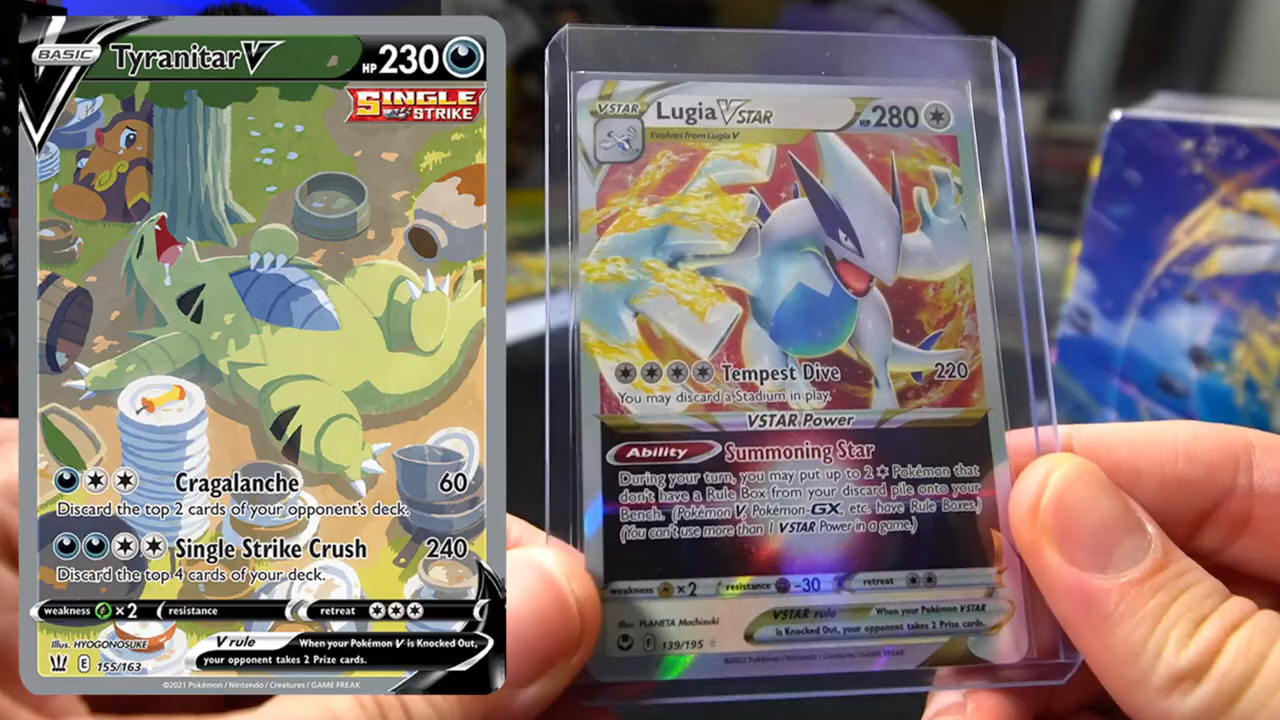 BASIC
Tyranitar V
HP 230
SINGLE
STRIKE
Cragalanche 60
Discard the top 2 cards of your opponent's deck.
Single Strike Crush 240
Discard the top 4 cards of your deck.
weakness ×2 resistance retreat
Illus. HYOGONOSUKE
V rule When your Pokémon V is Knocked Out,
your opponent takes 2 Prize cards.
E 155/163
©2021 Pokémon / Nintendo / Creatures / GAME FREAK
VSTAR
Lugia VSTAR
HP 280
Evolves from Lugia V
Tempest Dive 220
You may discard a Stadium in play.
VSTAR Power
Ability Summoning Star
During your turn, you may put up to 2 Pokémon that
don't have a Rule Box from your discard pile onto your
Bench. (Pokémon V, Pokémon-GX, etc. have Rule Boxes.)
(You can't use more than 1 VSTAR Power in a game.)
weakness ×2 resistance -30 retreat
Illus. PLANETA Mochizuki
VSTAR rule When your Pokémon VSTAR
is Knocked Out, your opponent takes 2 Prize cards.
F 139/195
©2022 Pokémon / Nintendo / Creatures / GAME FREAK